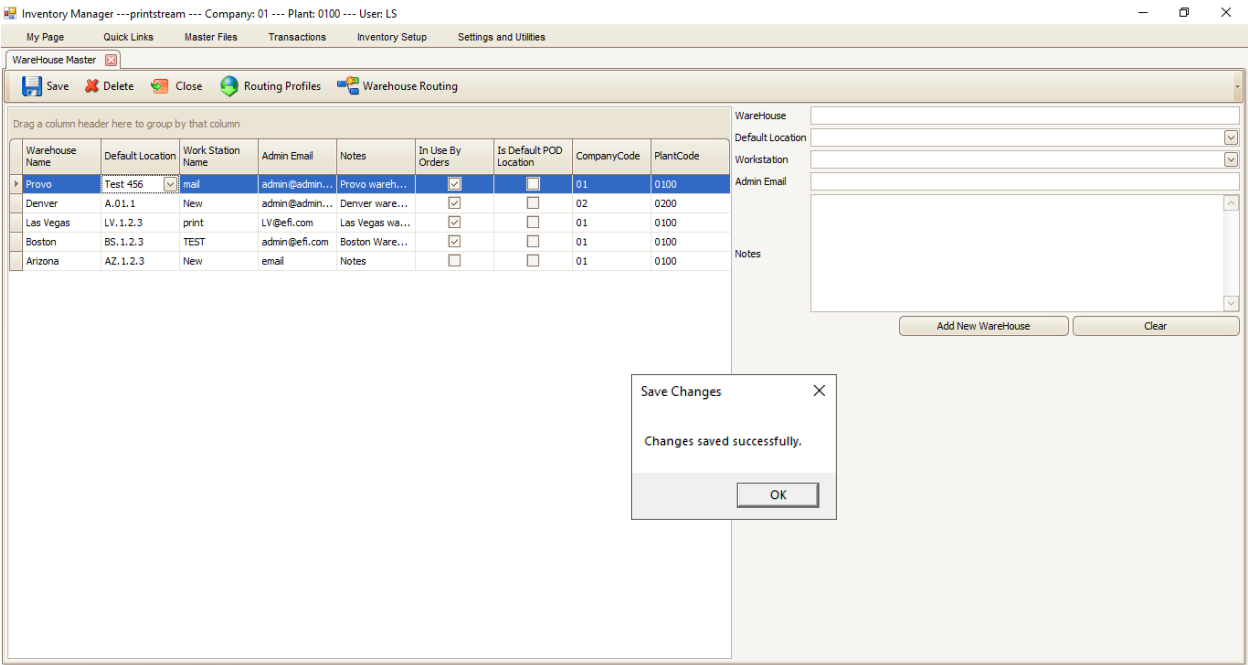 Inventory Manager ---printstream --- Company: 01 --- Plant: 0100 --- User: LS
My Page Quick Links Master Files Transactions Inventory Setup Settings and Utilities
WareHouse Master
Save Delete Close Routing Profiles Warehouse Routing
Drag a column header here to group by that column
Warehouse Name Default Location Work Station Name Admin Email Notes In Use By Orders Is Default POD Location CompanyCode PlantCode
Provo Test 456 mail admin@admin... Provo wareh... 01 0100
Denver A.01.1 New admin@admin... Denver ware... 02 0200
Las Vegas LV.1.2.3 print LV@efi.com Las Vegas wa... 01 0100
Boston BS.1.2.3 TEST admin@efi.com Boston Ware... 01 0100
Arizona AZ.1.2.3 New email Notes 01 0100
WareHouse
Default Location
Workstation
Admin Email
Notes
Add New WareHouse Clear
Save Changes
Changes saved successfully.
OK